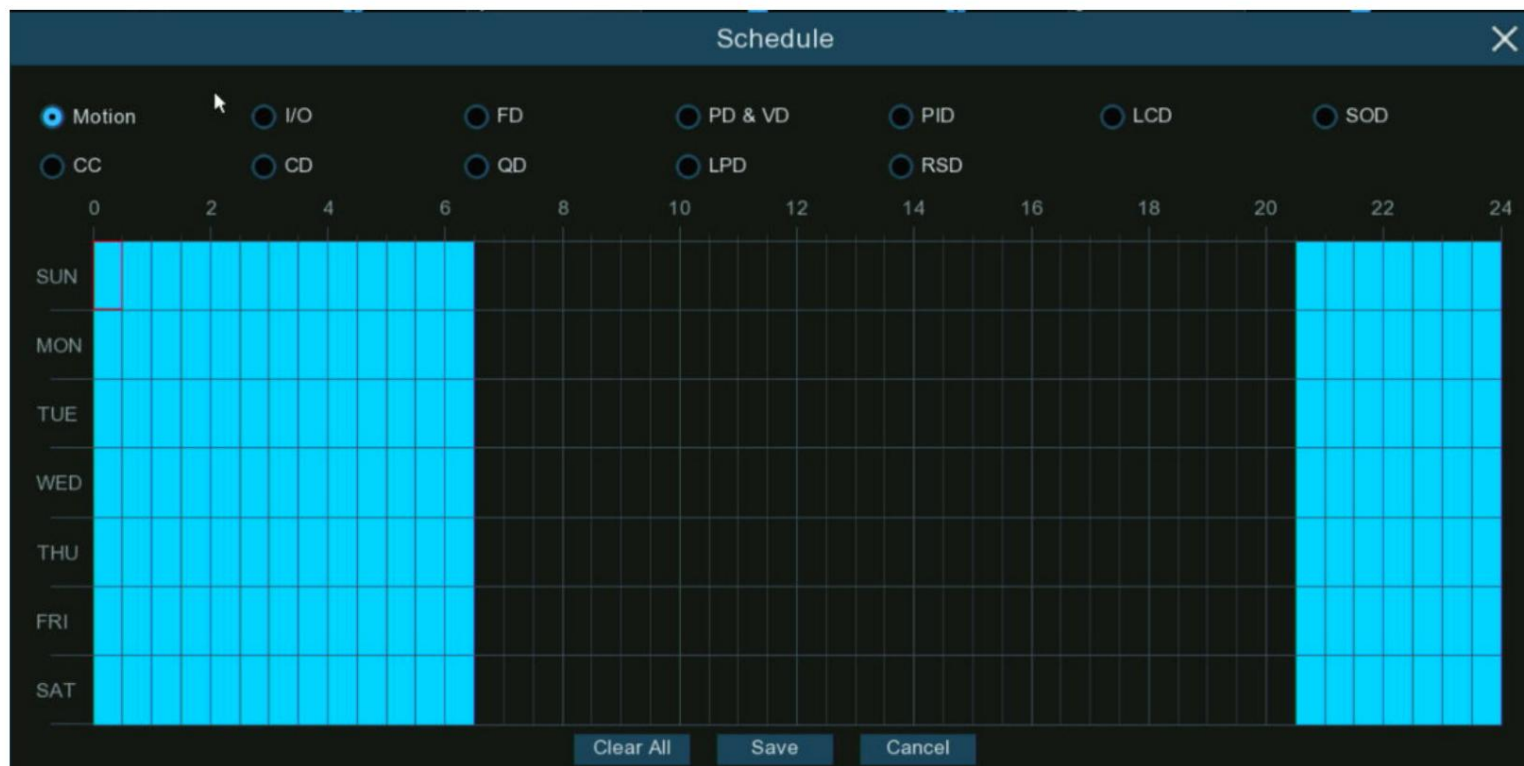 Schedule
Motion I/O FD PD & VD PID LCD SOD
CC CD QD LPD RSD
0 2 4 6 8 10 12 14 16 18 20 22 24
SUN
MON
TUE
WED
THU
FRI
SAT
Clear All Save Cancel